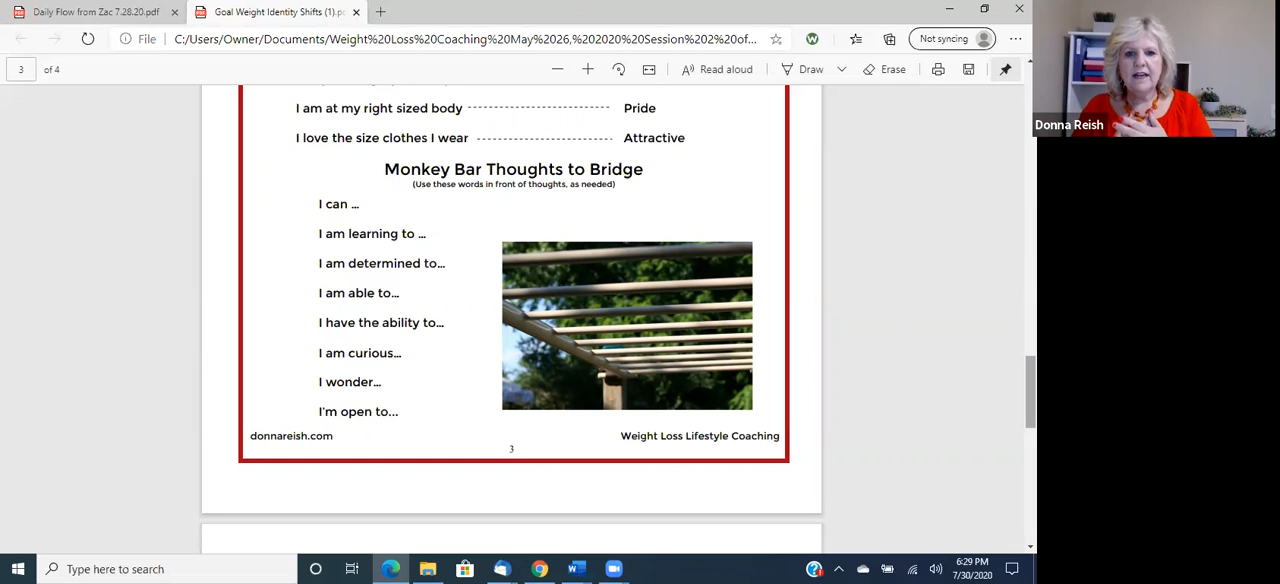 Daily Flow from Zac 7.28.20.pdf
Goal Weight Identity Shifts (1).pc
File
C:/Users/Owner/Documents/Weight%20Loss%20Coaching%20May%2026,%202020%20Session%202%20of...
Not syncing
3 of 4
Read aloud
Draw
Erase
Donna Reish
I am at my right sized body ---------------------------- Pride
I love the size clothes I wear --------------------------- Attractive
Monkey Bar Thoughts to Bridge
(Use these words in front of thoughts, as needed)
I can ...
I am learning to ...
I am determined to...
I am able to...
I have the ability to...
I am curious...
I wonder...
I'm open to...
donnareish.com
Weight Loss Lifestyle Coaching
3
Type here to search
6:29 PM
7/30/2020